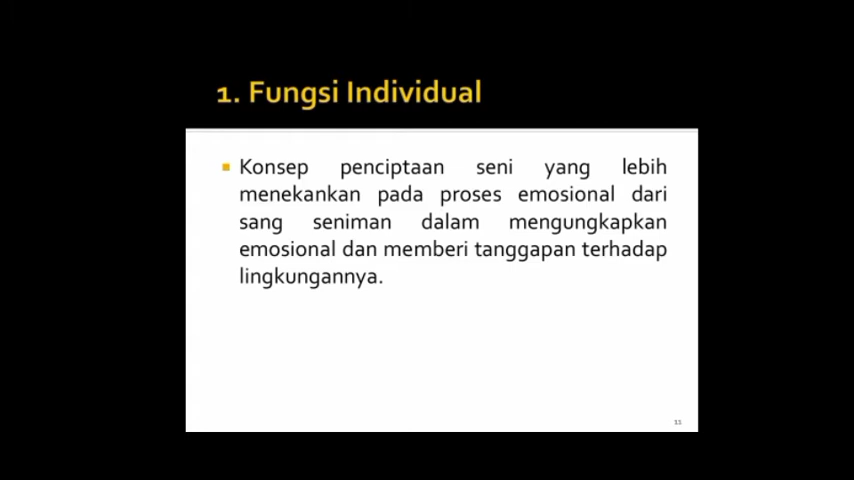 1. Fungsi Individual
Konsep penciptaan seni yang lebih
menekankan pada proses emosional dari
sang seniman dalam mengungkapkan
emosional dan memberi tanggapan terhadap
lingkungannya.
11